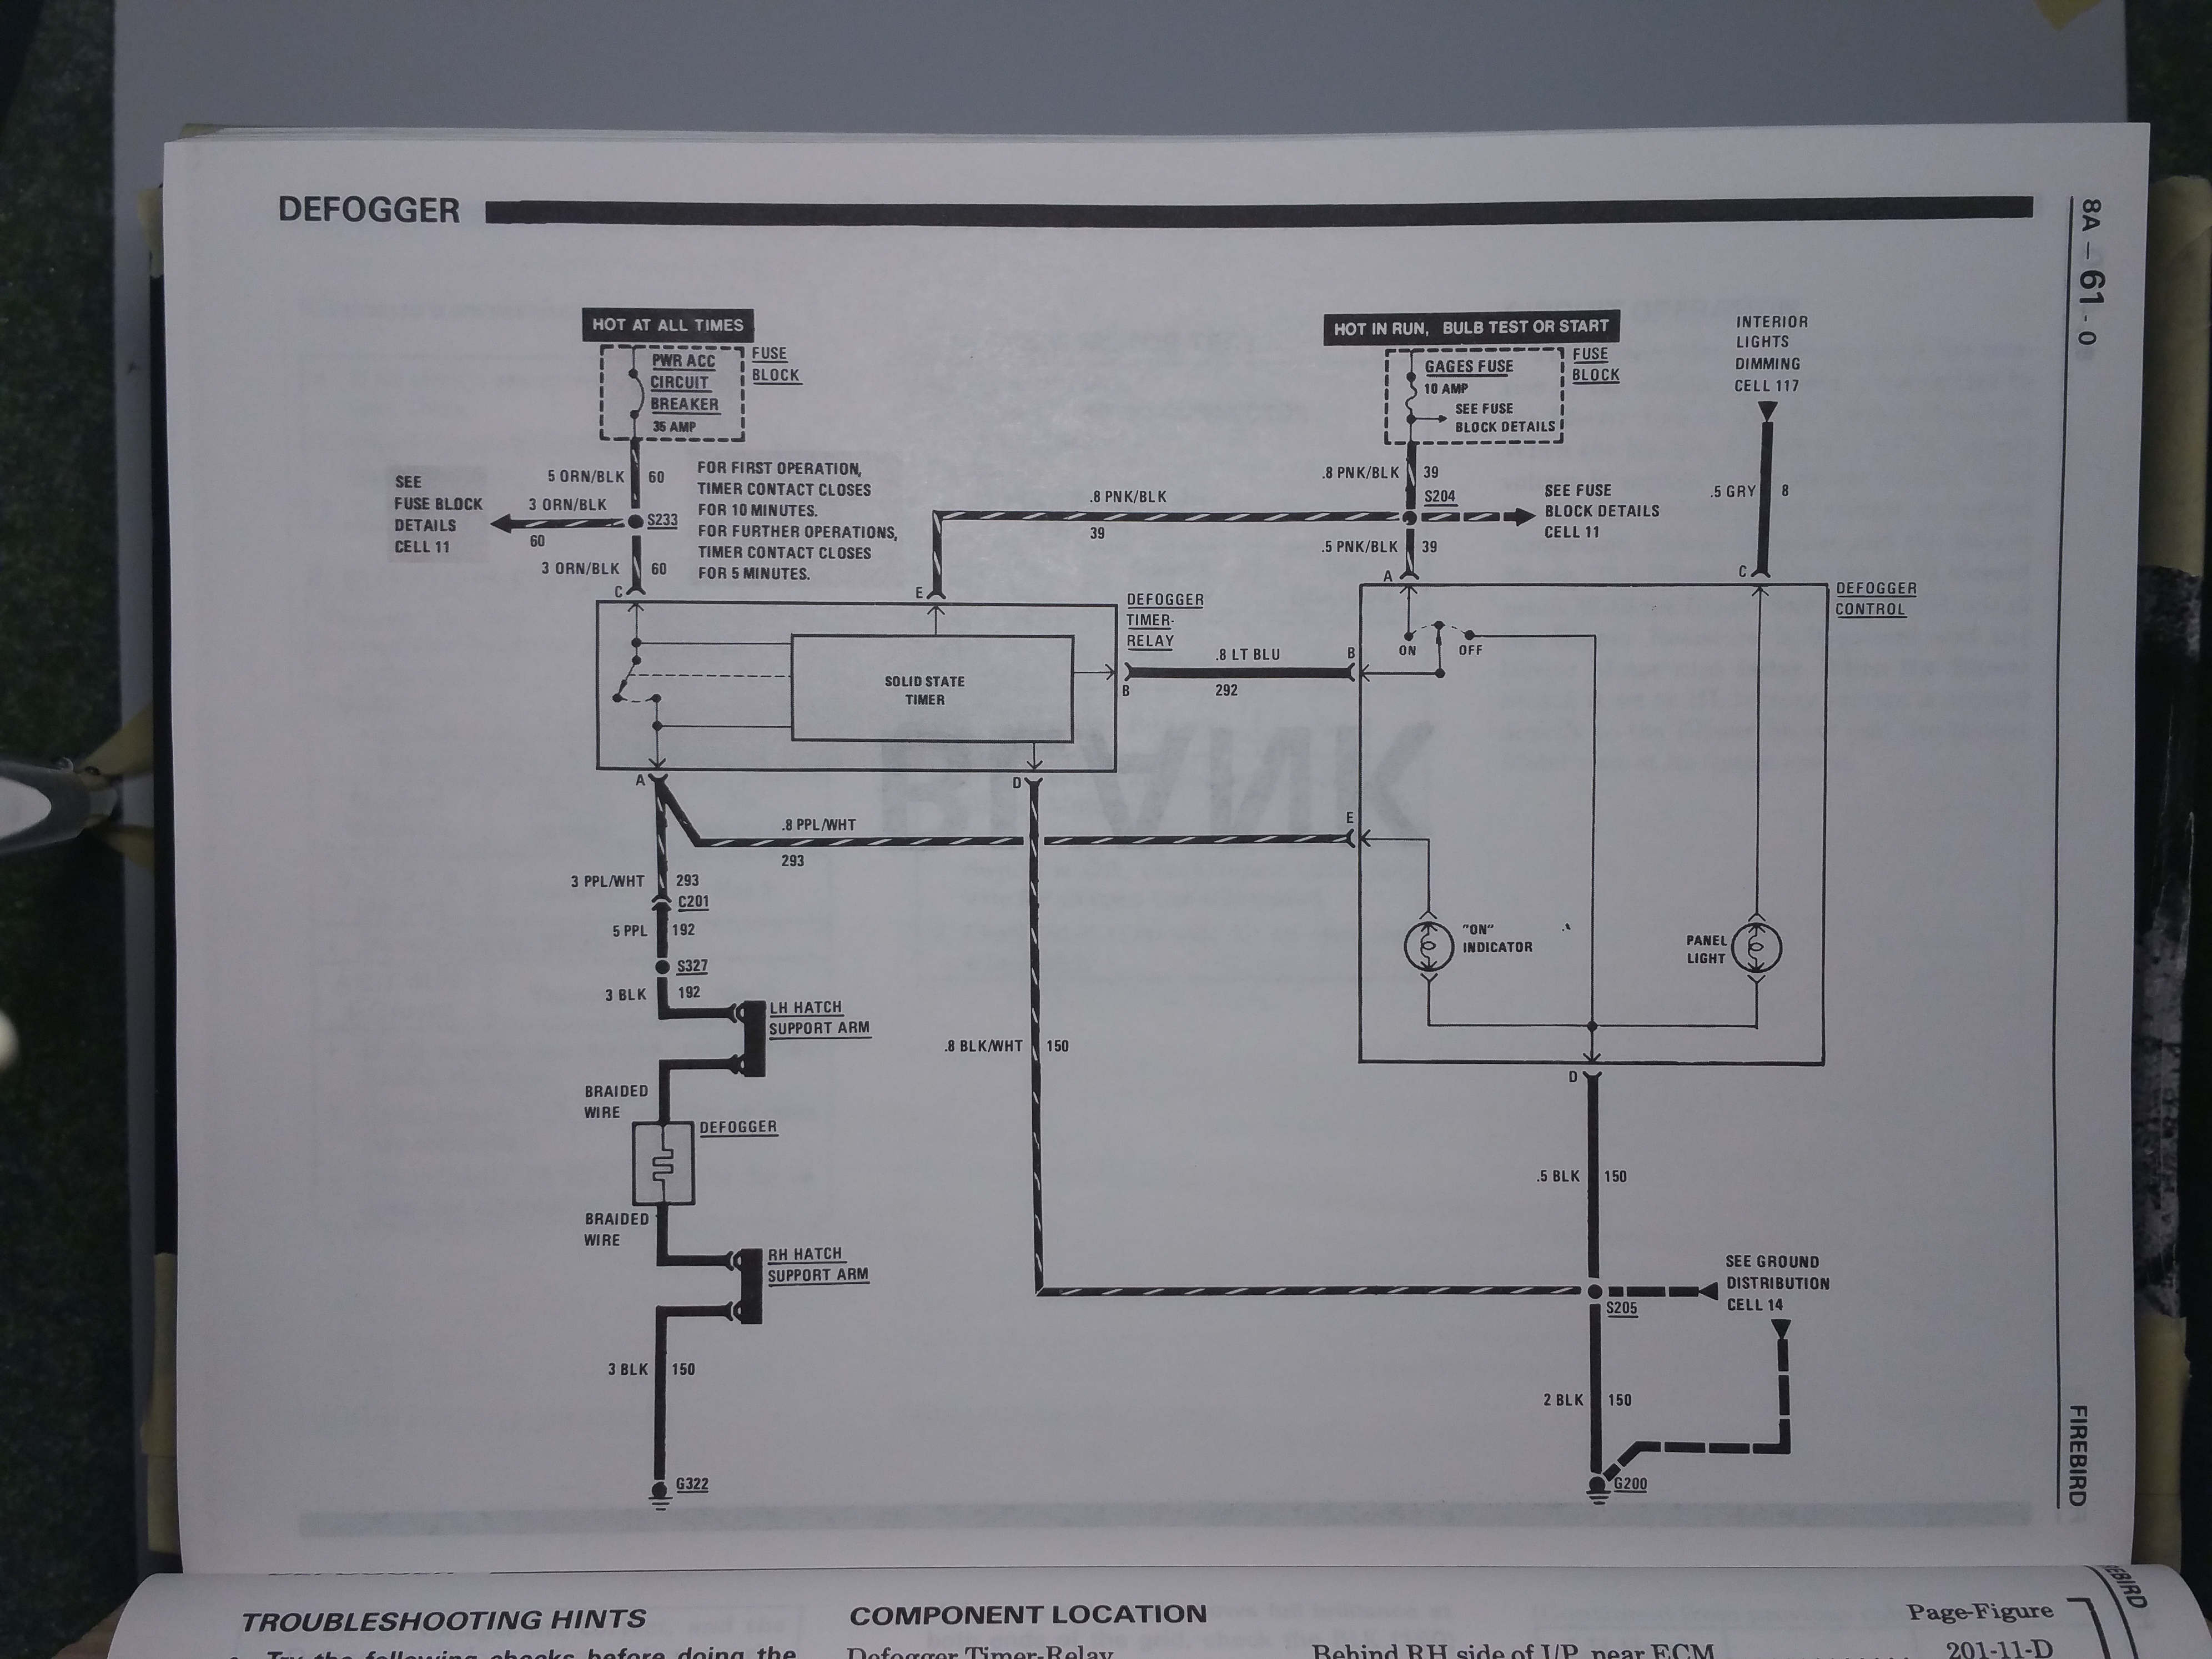 DEFOGGER
8A - 61 - 0
FIREBIRD
HOT AT ALL TIMES
PWR ACC
CIRCUIT
BREAKER
35 AMP
FUSE
BLOCK
HOT IN RUN, BULB TEST OR START
GAGES FUSE
10 AMP
SEE FUSE
BLOCK DETAILS
FUSE
BLOCK
INTERIOR
LIGHTS
DIMMING
CELL 117
5 ORN/BLK 60
SEE
FUSE BLOCK
DETAILS
CELL 11
3 ORN/BLK
60
S233
3 ORN/BLK 60
C
FOR FIRST OPERATION,
TIMER CONTACT CLOSES
FOR 10 MINUTES.
FOR FURTHER OPERATIONS,
TIMER CONTACT CLOSES
FOR 5 MINUTES.
E
.8 PNK/BLK
39
.8 PNK/BLK 39
S204
SEE FUSE
BLOCK DETAILS
CELL 11
.5 PNK/BLK 39
A
.5 GRY 8
C
DEFOGGER
TIMER-
RELAY
DEFOGGER
CONTROL
SOLID STATE
TIMER
B
.8 LT BLU
292
B
ON
OFF
A
D
.8 PPL/WHT
293
E
3 PPL/WHT 293
C201
5 PPL 192
S327
3 BLK 192
LH HATCH
SUPPORT ARM
"ON"
INDICATOR
PANEL
LIGHT
.8 BLK/WHT 150
BRAIDED
WIRE
DEFOGGER
D
BRAIDED
WIRE
.5 BLK 150
RH HATCH
SUPPORT ARM
SEE GROUND
DISTRIBUTION
CELL 14
S205
3 BLK 150
2 BLK 150
G322
G200
TROUBLESHOOTING HINTS
COMPONENT LOCATION
Page-Figure
Try the following checks before doing the
Defogger Timer-Relay
Behind RH side of I/P, near ECM
201-11-D